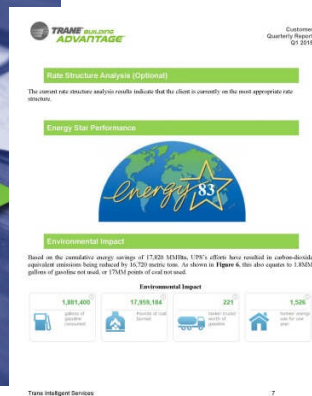 TRANE BUILDING
ADVANTAGE
Customer
Quarterly Report
Q1 2015
Rate Structure Analysis (Optional)
The current rate structure analysis results indicate that the client is currently on the most appropriate rate
structure.
Energy Star Performance
energy 83
Environmental Impact
Based on the cumulative energy savings of 17,820 MMBtu, UPS's efforts have resulted in carbon-dioxide
equivalent emissions being reduced by 16,720 metric tons. As shown in Figure 6, this also equates to 1.8MM
gallons of gasoline not used, or 17MM points of coal not used.
Environmental Impact
1,881,400
gallons of
gasoline
consumed
17,959,184
Pounds of coal
burned
221
tanker trucks'
worth of
gasoline
1,526
homes' energy
use for one
year
Trane Intelligent Services
7